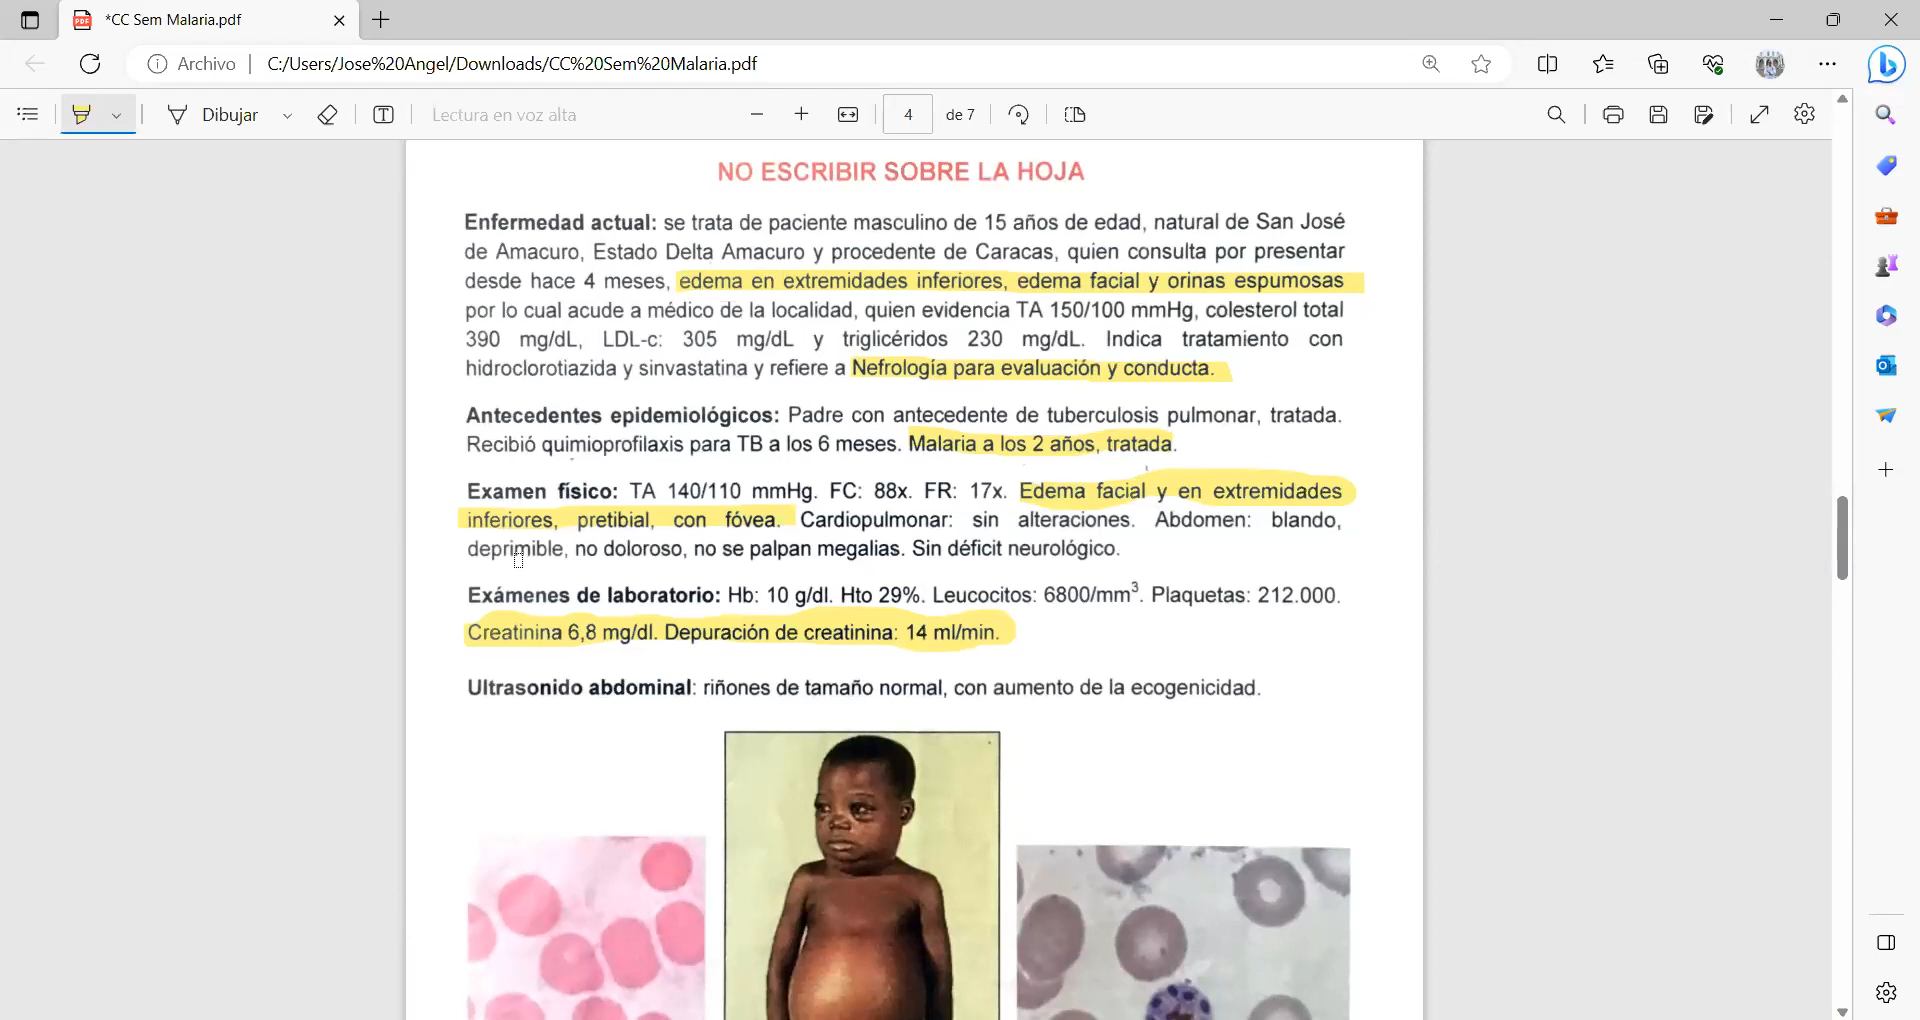 *CC Sem Malaria.pdf
Archivo C:/Users/Jose%20Angel/Downloads/CC%20Sem%20Malaria.pdf
Dibujar Lectura en voz alta 4 de 7
NO ESCRIBIR SOBRE LA HOJA
Enfermedad actual: se trata de paciente masculino de 15 años de edad, natural de San José
de Amacuro, Estado Delta Amacuro y procedente de Caracas, quien consulta por presentar
desde hace 4 meses, edema en extremidades inferiores, edema facial y orinas espumosas
por lo cual acude a médico de la localidad, quien evidencia TA 150/100 mmHg, colesterol total
390 mg/dL, LDL-c: 305 mg/dL y triglicéridos 230 mg/dL. Indica tratamiento con
hidroclorotiazida y sinvastatina y refiere a Nefrología para evaluación y conducta.
Antecedentes epidemiológicos: Padre con antecedente de tuberculosis pulmonar, tratada.
Recibió quimioprofilaxis para TB a los 6 meses. Malaria a los 2 años, tratada.
Examen físico: TA 140/110 mmHg. FC: 88x. FR: 17x. Edema facial y en extremidades
inferiores, pretibial, con fóvea. Cardiopulmonar: sin alteraciones. Abdomen: blando,
deprimible, no doloroso, no se palpan megalias. Sin déficit neurológico.
Exámenes de laboratorio: Hb: 10 g/dl. Hto 29%. Leucocitos: 6800/mm³. Plaquetas: 212.000.
Creatinina 6,8 mg/dl. Depuración de creatinina: 14 ml/min.
Ultrasonido abdominal: riñones de tamaño normal, con aumento de la ecogenicidad.